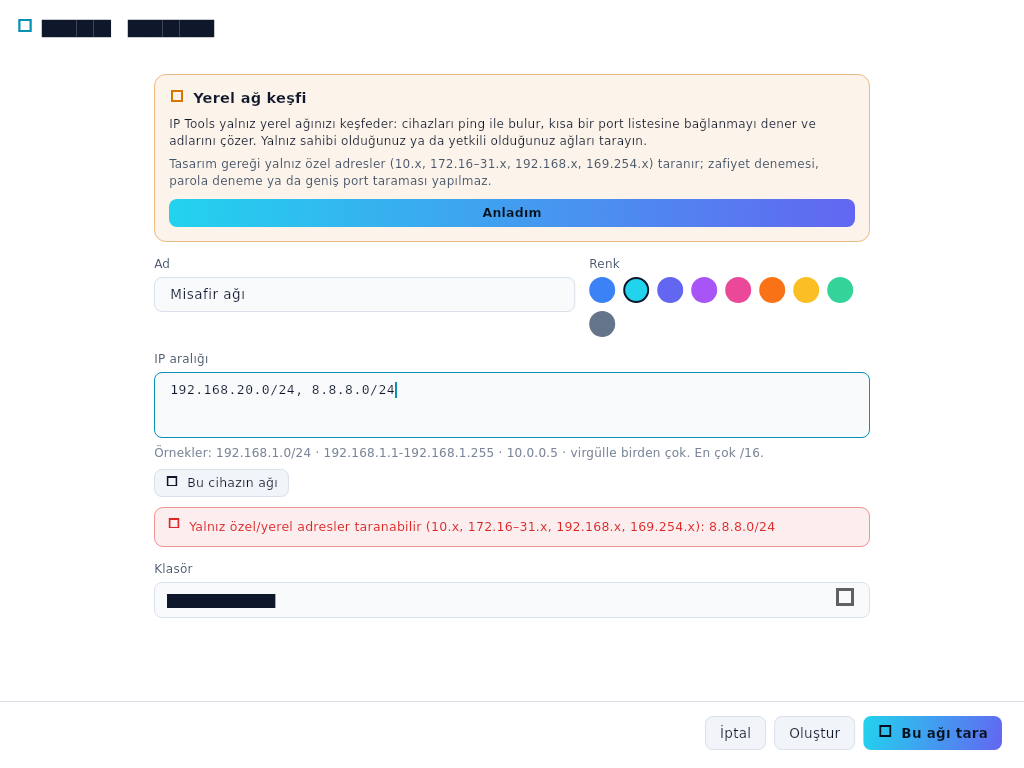 Yerel ağ keşfi
IP Tools yalnız yerel ağınızı keşfeder: cihazları ping ile bulur, kısa bir port listesine bağlanmayı dener ve
adlarını çözer. Yalnız sahibi olduğunuz ya da yetkili olduğunuz ağları tarayın.
Tasarım gereği yalnız özel adresler (10.x, 172.16–31.x, 192.168.x, 169.254.x) taranır; zafiyet denemesi,
parola deneme ya da geniş port taraması yapılmaz.
Anladım
Ad
Renk
Misafir ağı
IP aralığı
192.168.20.0/24, 8.8.8.0/24
Örnekler: 192.168.1.0/24 · 192.168.1.1-192.168.1.255 · 10.0.0.5 · virgülle birden çok. En çok /16.
Bu cihazın ağı
Yalnız özel/yerel adresler taranabilir (10.x, 172.16–31.x, 192.168.x, 169.254.x): 8.8.8.0/24
Klasör
İptal
Oluştur
Bu ağı tara